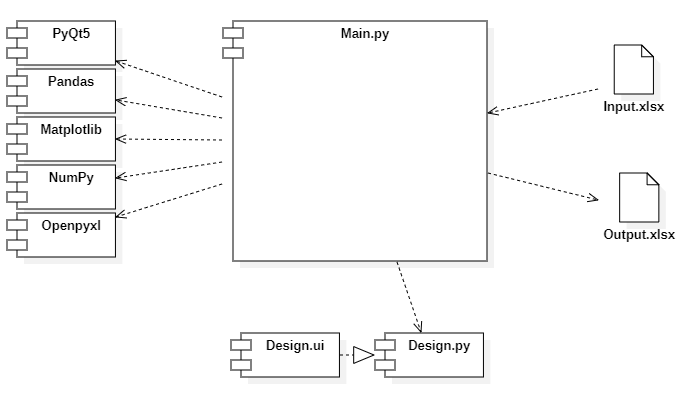 PyQt5
Pandas
Matplotlib
NumPy
Openpyxl
Main.py
Input.xlsx
Output.xlsx
Design.ui
Design.py